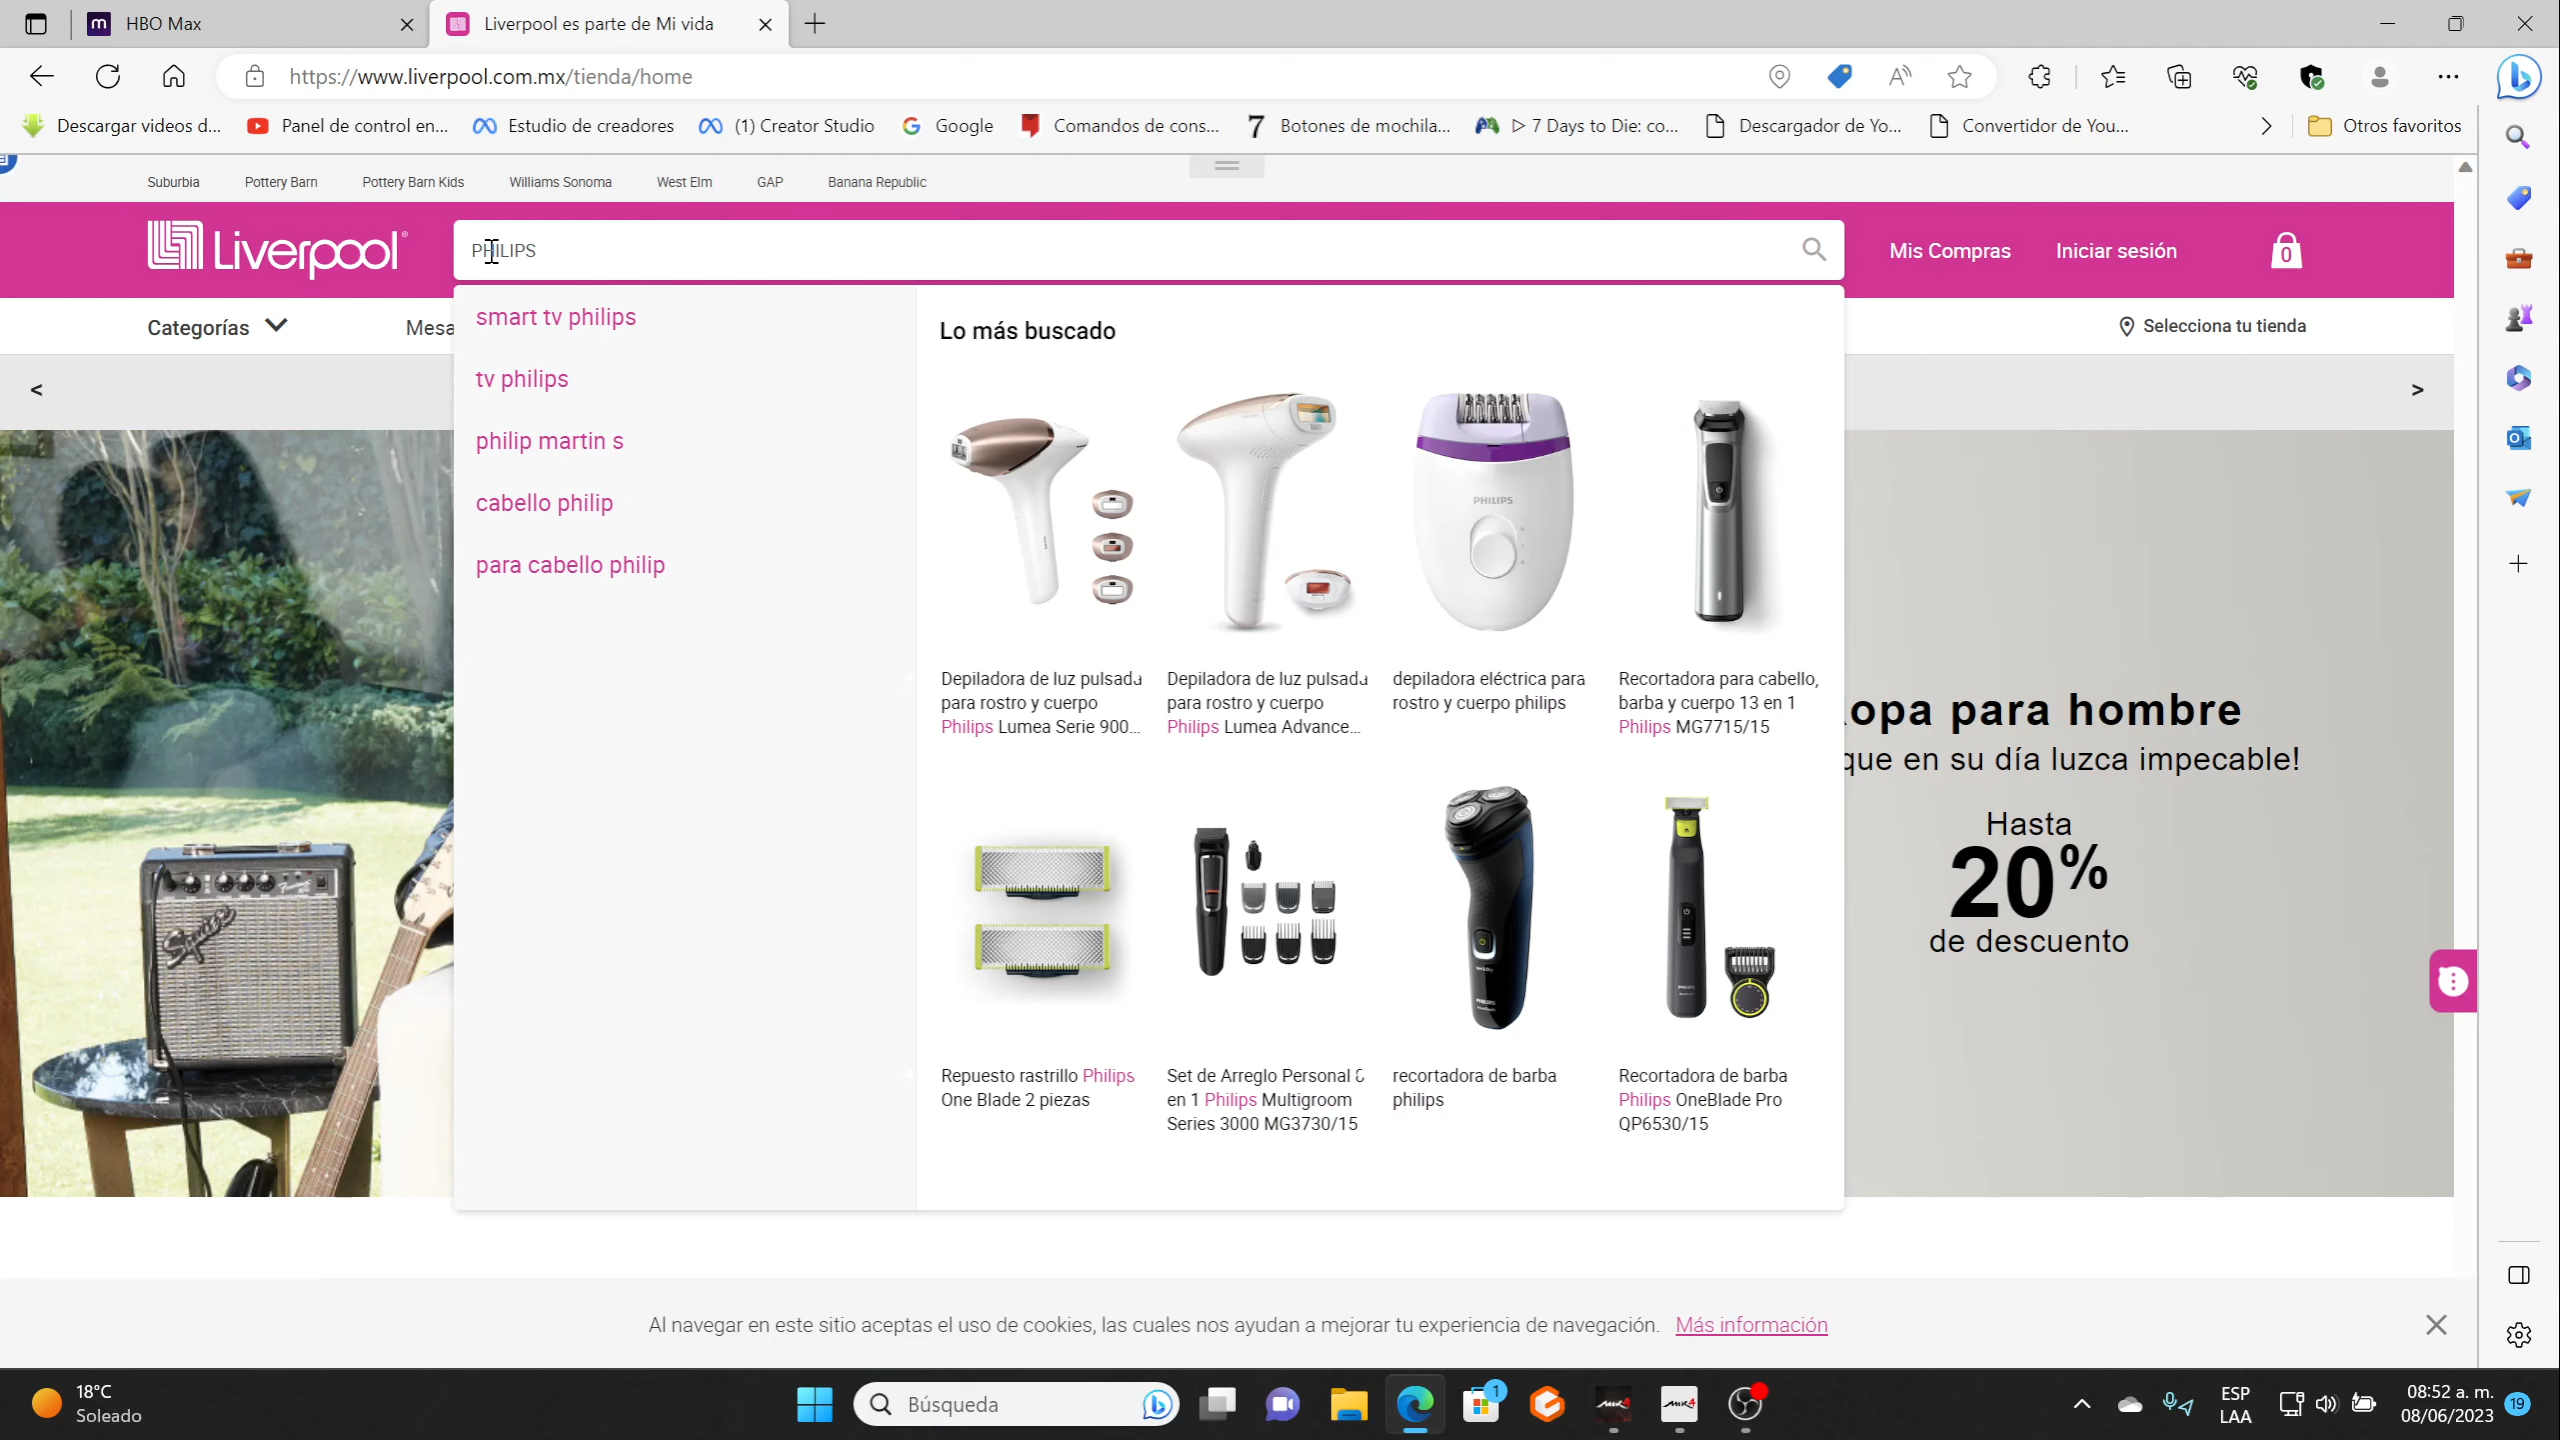 HBO Max
Liverpool es parte de Mi vida
https://www.liverpool.com.mx/tienda/home
Descargar videos d...
Panel de control en...
Estudio de creadores
(1) Creator Studio
Google
Comandos de cons...
7 Botones de mochila...
ᐅ 7 Days to Die: co...
Descargador de Yo...
Convertidor de You...
Otros favoritos
Suburbia
Pottery Barn
Pottery Barn Kids
Williams Sonoma
West Elm
GAP
Banana Republic
Liverpool
PHILIPS
Mis Compras
Iniciar sesión
0
Categorías
Mesa
Selecciona tu tienda
<
>
smart tv philips
tv philips
philip martin s
cabello philip
para cabello philip
Lo más buscado
PHILIPS
Depiladora de luz pulsada
para rostro y cuerpo
Philips Lumea Serie 900...
Depiladora de luz pulsada
para rostro y cuerpo
Philips Lumea Advance...
depiladora eléctrica para
rostro y cuerpo philips
Recortador para cabello,
barba y cuerpo 13 en 1
Philips MG7715/15
PHILIPS
PHILIPS
Repuesto rastrillo Philips
One Blade 2 piezas
Set de Arreglo Personal 8
en 1 Philips Multigroom
Series 3000 MG3730/15
recortadora de barba
philips
Recortadora de barba
Philips OneBlade Pro
QP6530/15
opa para hombre
que en su día luzca impecable!
Hasta
20%
de descuento
Squier
Al navegar en este sitio aceptas el uso de cookies, las cuales nos ayudan a mejorar tu experiencia de navegación. Más información
18°C
Soleado
Búsqueda
1
MIR4
MIR4
ESP
LAA
08:52 a. m.
08/06/2023
19